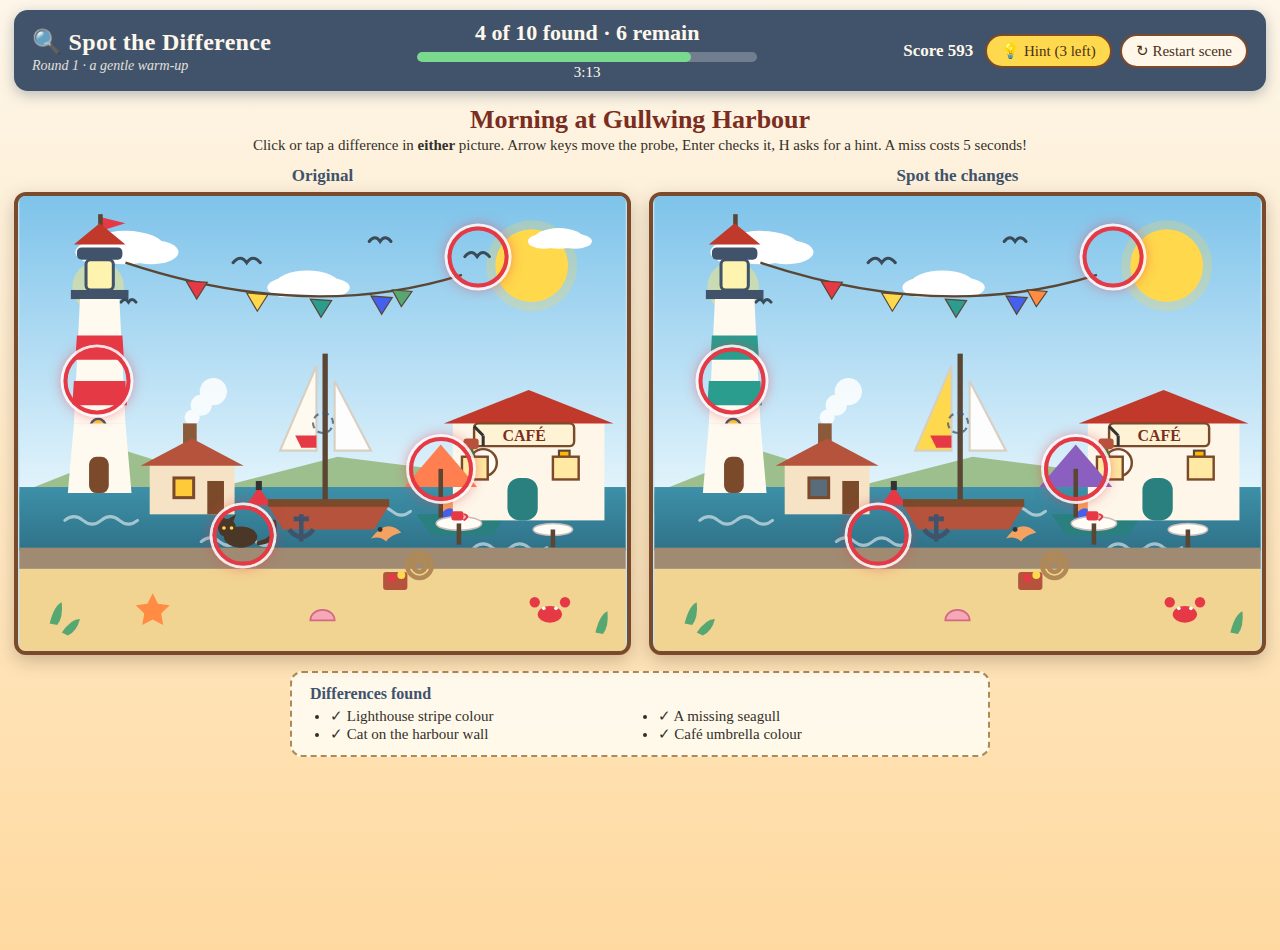 🔍 Spot the Difference
Round 1 · a gentle warm-up
4 of 10 found · 6 remain
3:13
Score 593
💡 Hint (3 left)
↻ Restart scene
Morning at Gullwing Harbour
Click or tap a difference in either picture. Arrow keys move the probe, Enter checks it, H asks for a hint. A miss costs 5 seconds!
Original
Spot the changes
CAFÉ
CAFÉ
Differences found
✓ Lighthouse stripe colour
✓ A missing seagull
✓ Cat on the harbour wall
✓ Café umbrella colour